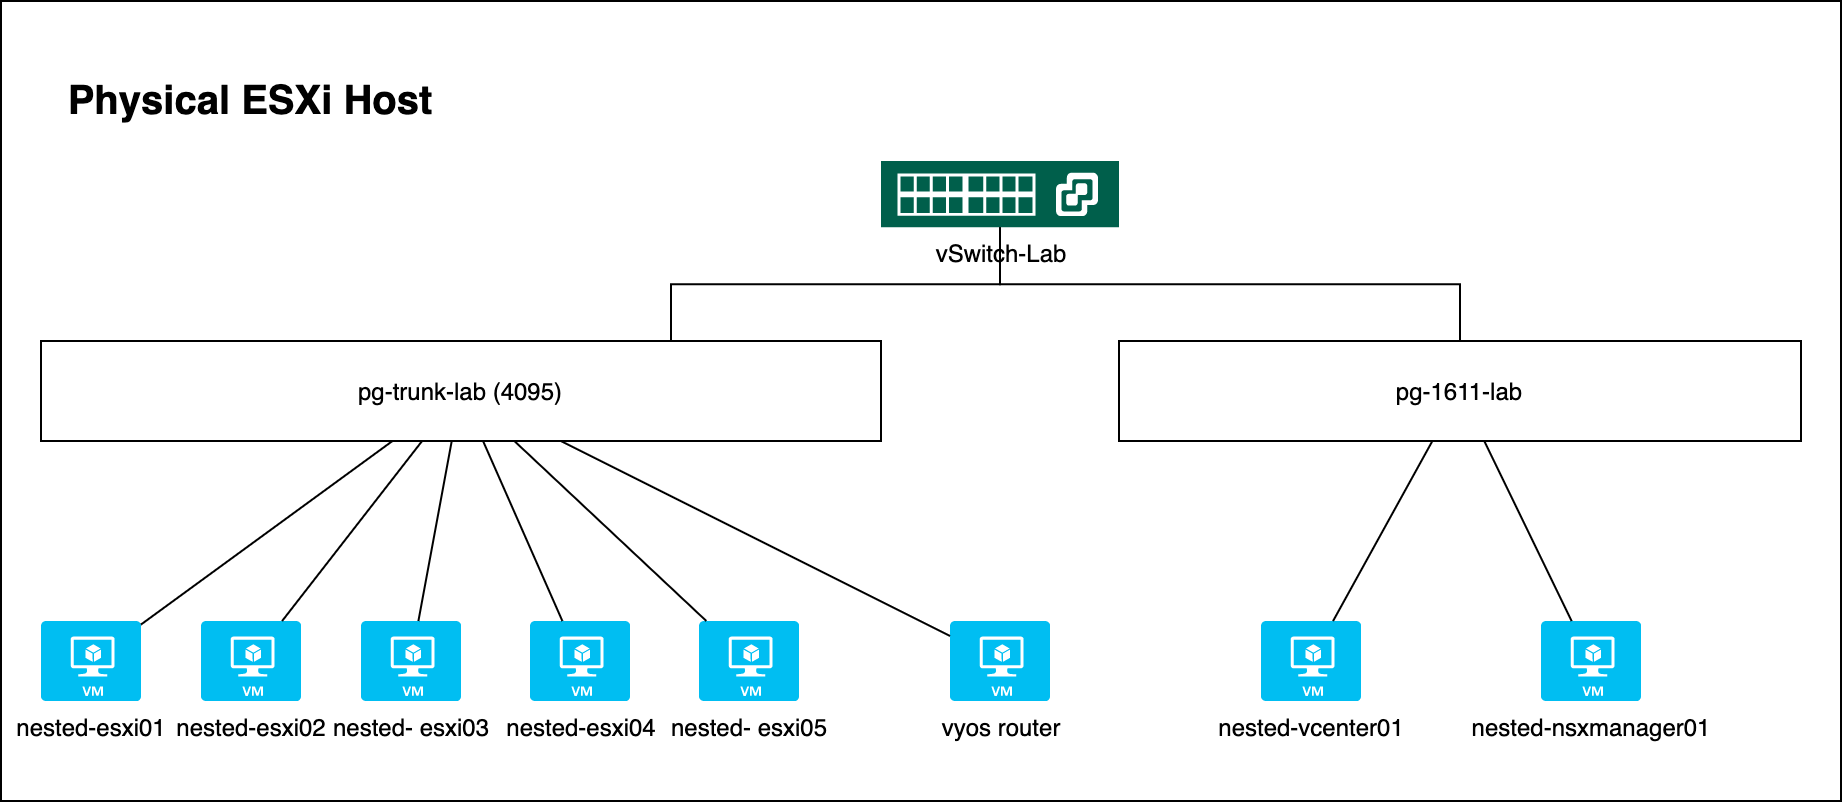 Physical ESXi Host
vSwitch-Lab
pg-trunk-lab (4095)
pg-1611-lab
VM
VM
VM
VM
VM
VM
VM
VM
nested-esxi01
nested-esxi02
nested- esxi03
nested-esxi04
nested- esxi05
vyos router
nested-vcenter01
nested-nsxmanager01